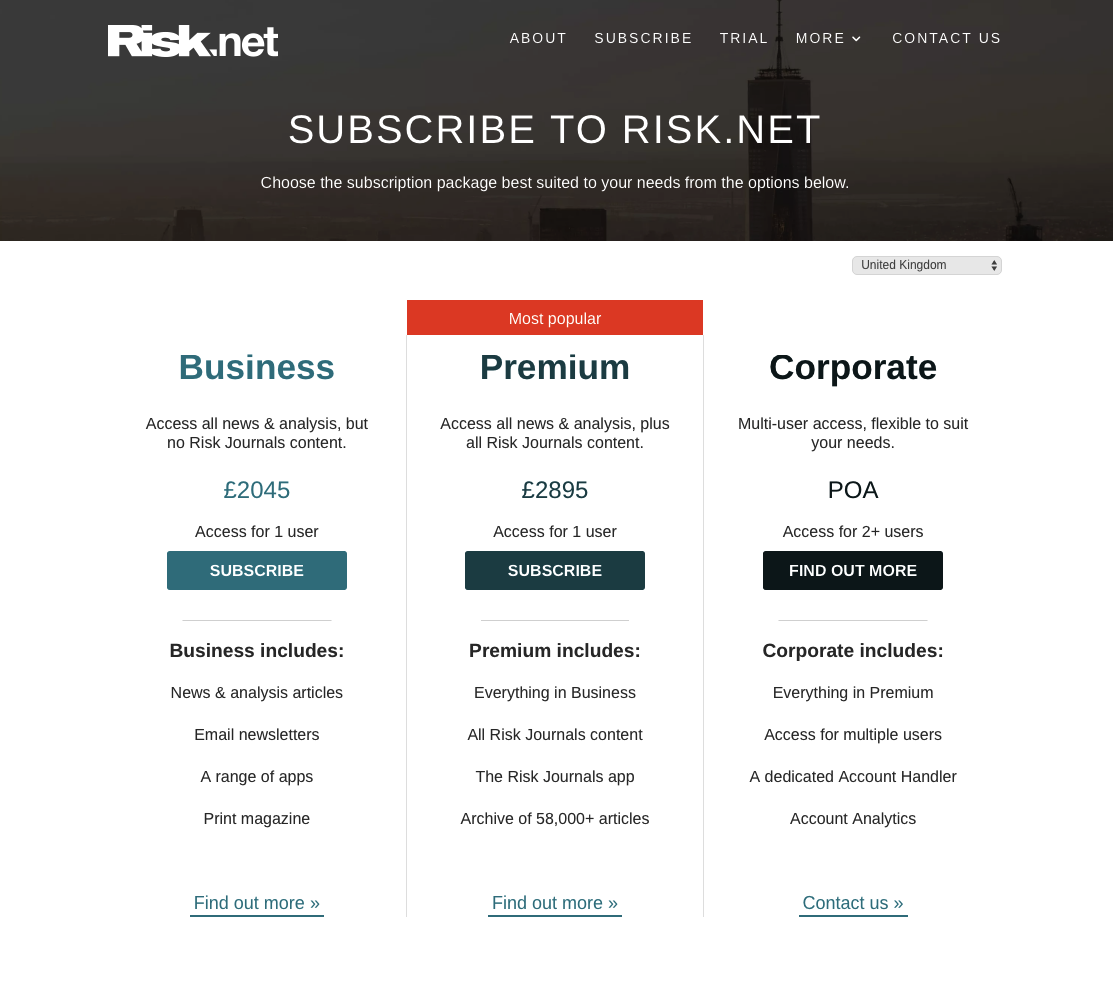 Risk.net
ABOUT SUBSCRIBE TRIAL MORE CONTACT US
SUBSCRIBE TO RISK.NET
Choose the subscription package best suited to your needs from the options below.
United Kingdom
Most popular
Business
Access all news & analysis, but
no Risk Journals content.
£2045
Access for 1 user
SUBSCRIBE
Business includes:
News & analysis articles
Email newsletters
A range of apps
Print magazine
Find out more »
Premium
Access all news & analysis, plus
all Risk Journals content.
£2895
Access for 1 user
SUBSCRIBE
Premium includes:
Everything in Business
All Risk Journals content
The Risk Journals app
Archive of 58,000+ articles
Find out more »
Corporate
Multi-user access, flexible to suit
your needs.
POA
Access for 2+ users
FIND OUT MORE
Corporate includes:
Everything in Premium
Access for multiple users
A dedicated Account Handler
Account Analytics
Contact us »